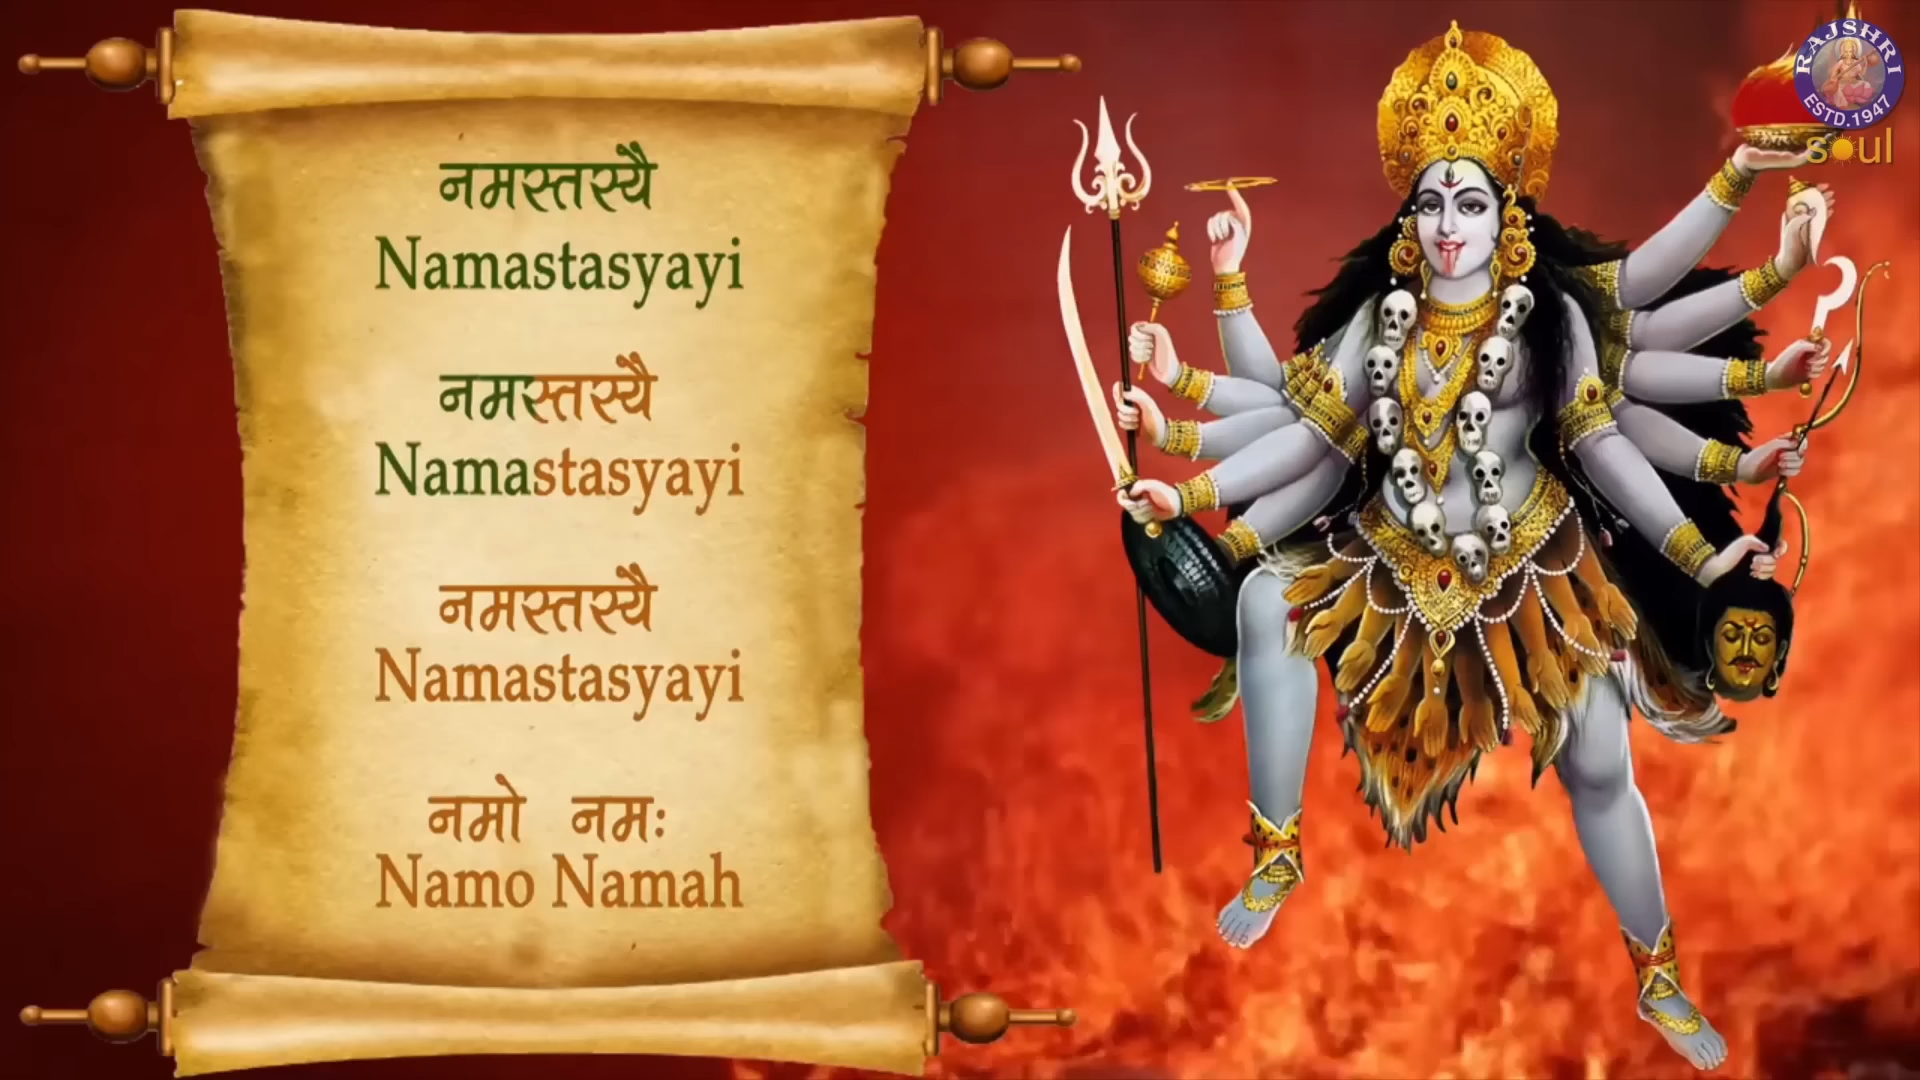 नमस्तस्यै
Namastasyayi
नमस्तस्यै
Namastasyayi
नमस्तस्यै
Namastasyayi
नमो नमः
Namo Namah
RAJSHRI
ESTD.1947
soul